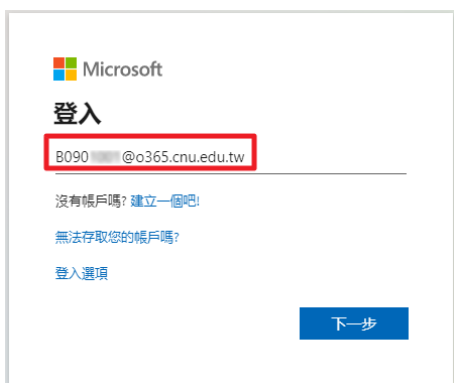 Microsoft
登入
B090 @o365.cnu.edu.tw
沒有帳戶嗎? 建立一個吧!
無法存取您的帳戶嗎?
登入選項
下一步